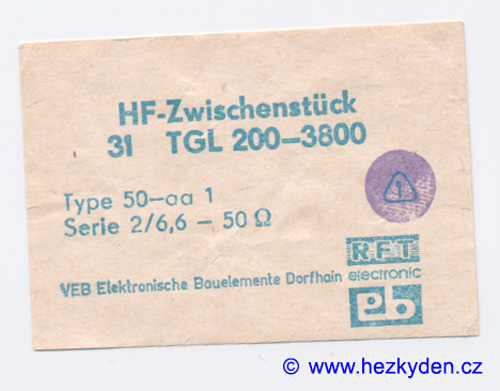 HF-Zwischenstück
31 TGL 200-3800
Type 50-aa 1
Serie 2/6,6 - 50 Ω
1
RFT
VEB Elektronische Bauelemente Dorfhain electronic
eb
© www.hezkyden.cz